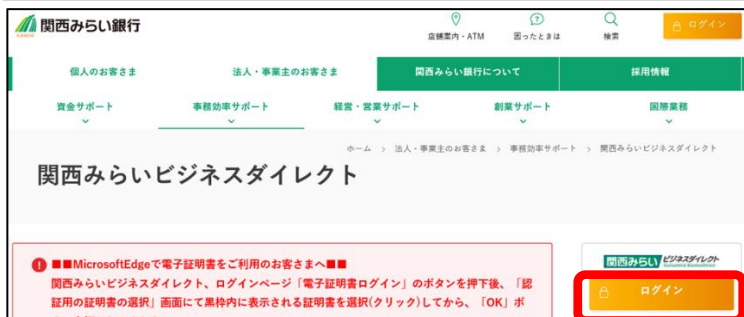 関西みらい銀行
店舗案内・ATM 困ったときは 検索 ログイン
個人のお客さま 法人・事業主のお客さま 関西みらい銀行について 採用情報
資金サポート 事務効率サポート 経営・営業サポート 創業サポート 国際業務
ホーム > 法人・事業主のお客さま > 事務効率サポート > 関西みらいビジネスダイレクト
関西みらいビジネスダイレクト
■■MicrosoftEdgeで電子証明書をご利用のお客さまへ■■
関西みらいビジネスダイレクト、ログインページ「電子証明書ログイン」のボタンを押下後、「認
証用の証明書の選択」画面にて黒枠内に表示される証明書を選択(クリック)してから、「OK」ボ
関西みらい ビジネスダイレクト
ログイン